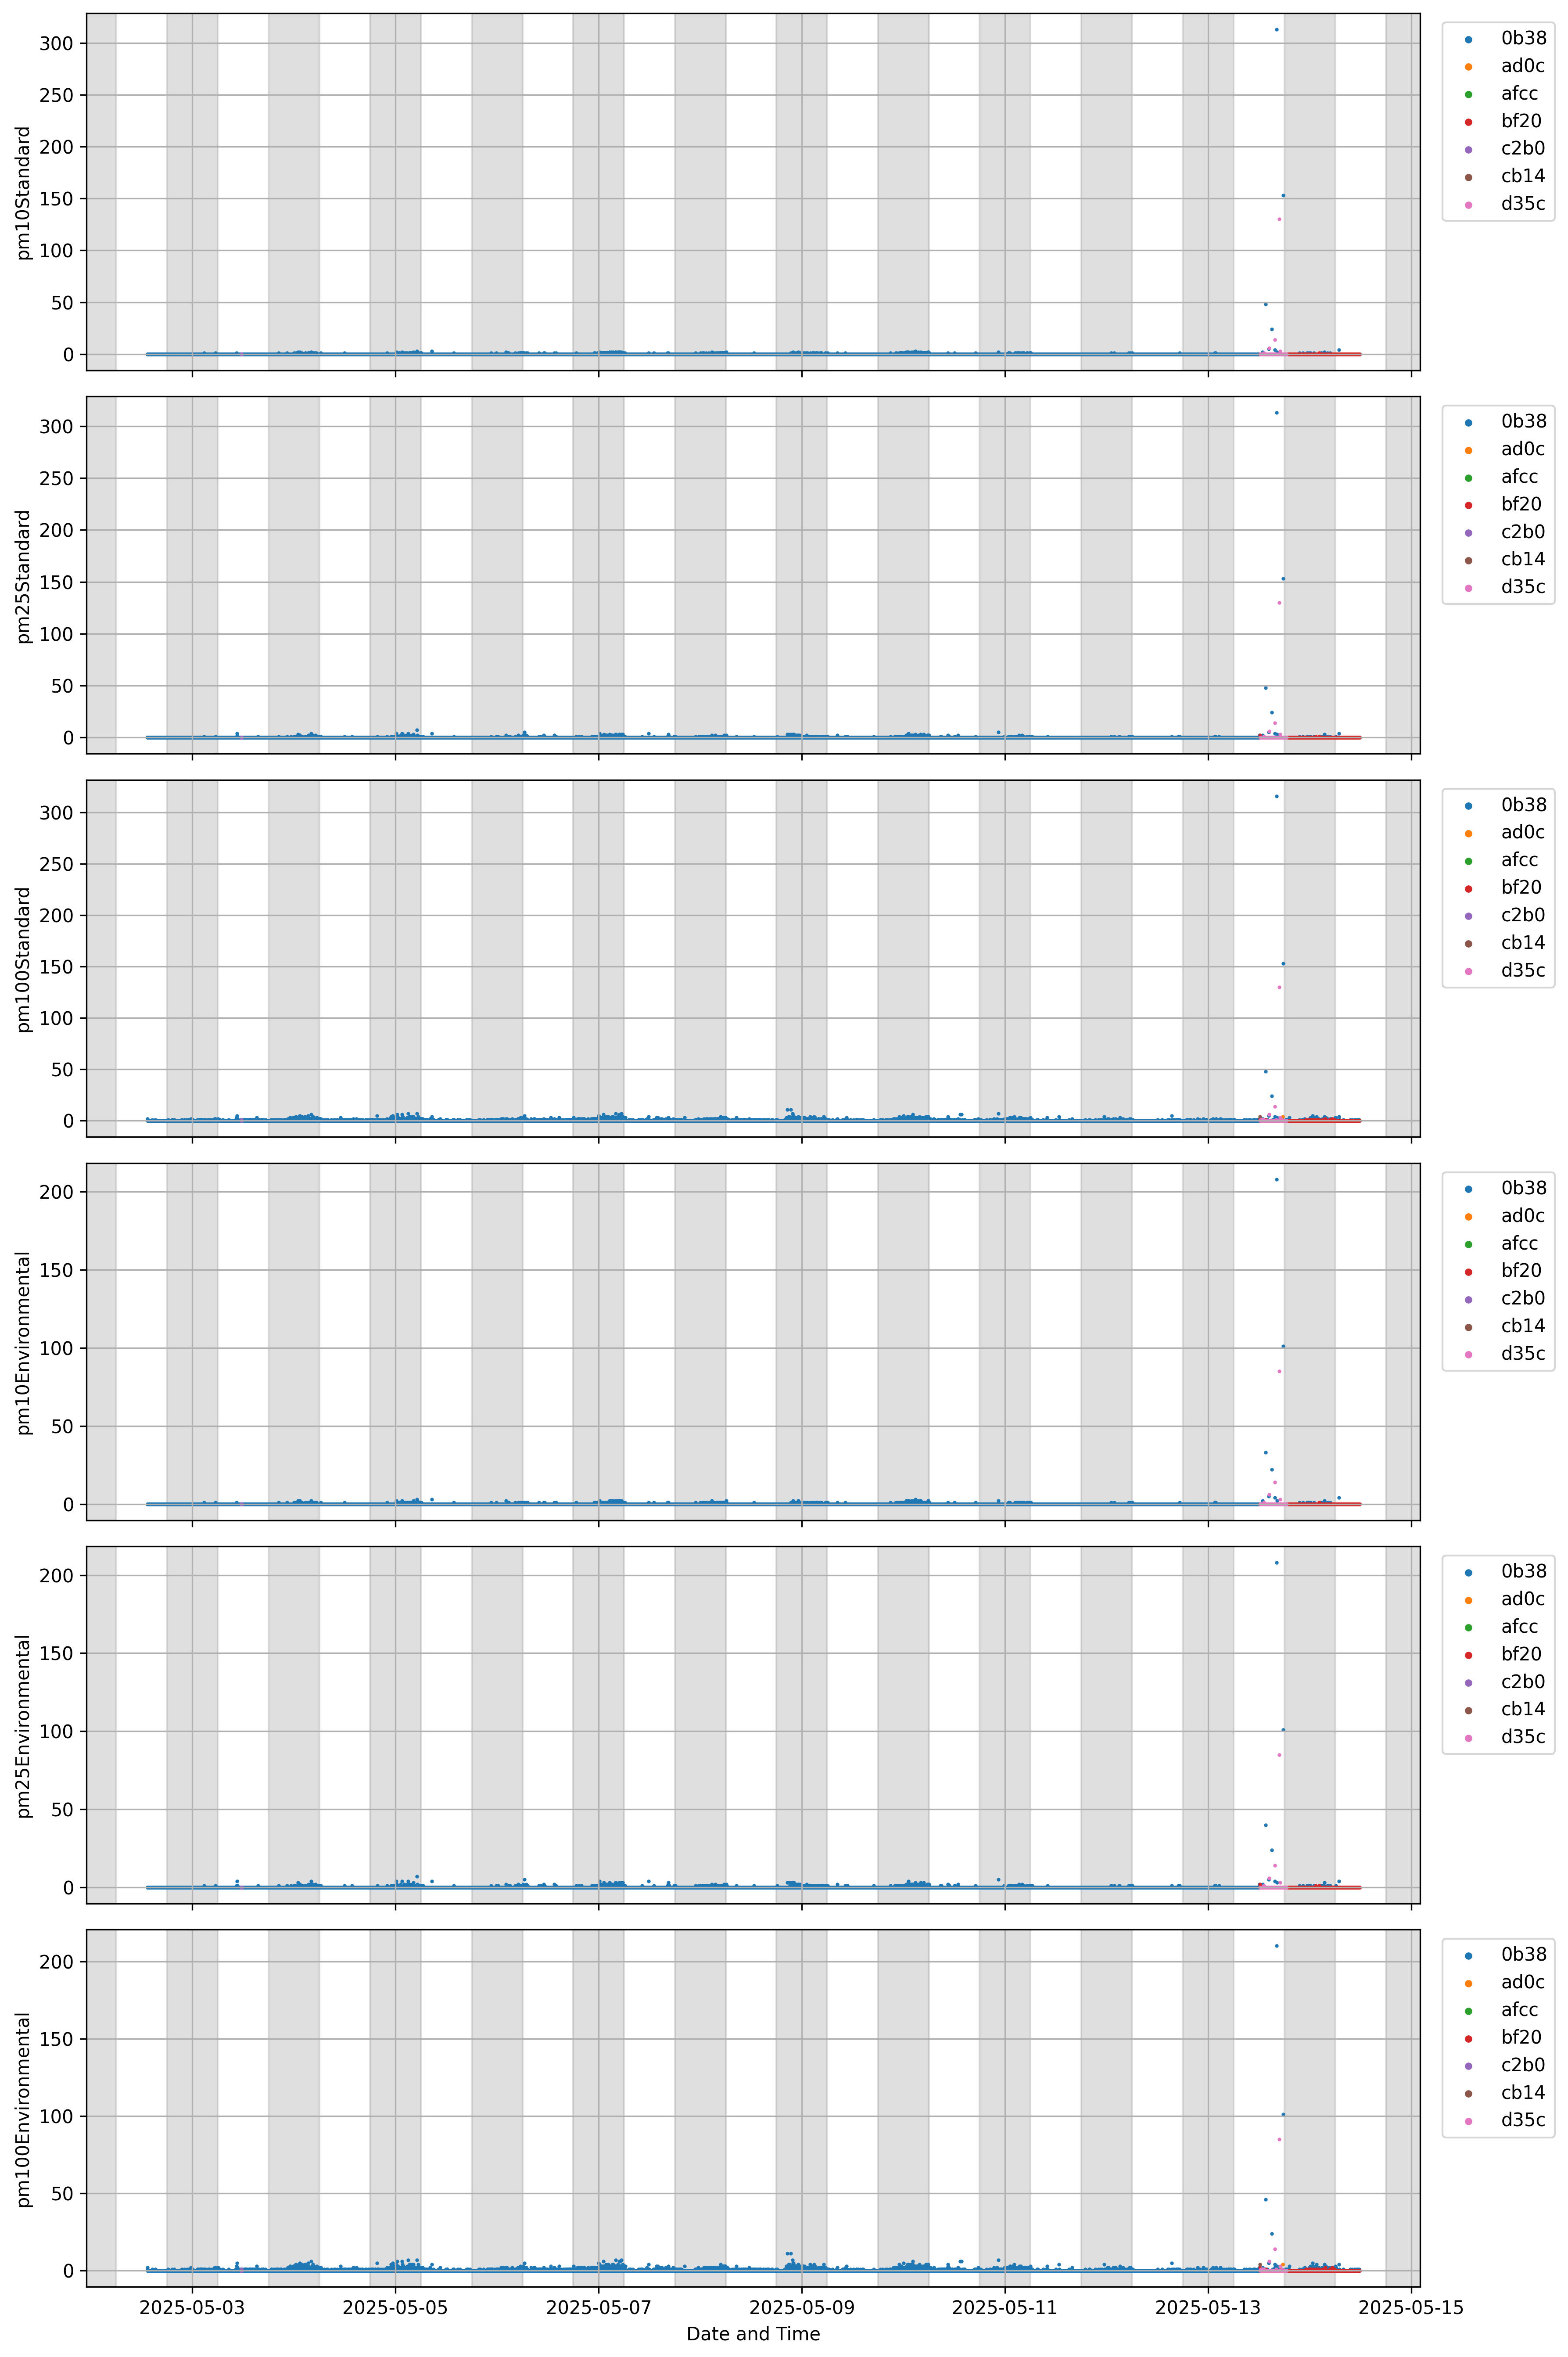 pm10Standard
300
250
200
150
100
50
0
0b38
ad0c
afcc
bf20
c2b0
cb14
d35c
pm25Standard
300
250
200
150
100
50
0
0b38
ad0c
afcc
bf20
c2b0
cb14
d35c
pm100Standard
300
250
200
150
100
50
0
0b38
ad0c
afcc
bf20
c2b0
cb14
d35c
pm10Environmental
200
150
100
50
0
0b38
ad0c
afcc
bf20
c2b0
cb14
d35c
pm25Environmental
200
150
100
50
0
0b38
ad0c
afcc
bf20
c2b0
cb14
d35c
pm100Environmental
200
150
100
50
0
0b38
ad0c
afcc
bf20
c2b0
cb14
d35c
2025-05-03 2025-05-05 2025-05-07 2025-05-09 2025-05-11 2025-05-13 2025-05-15
Date and Time